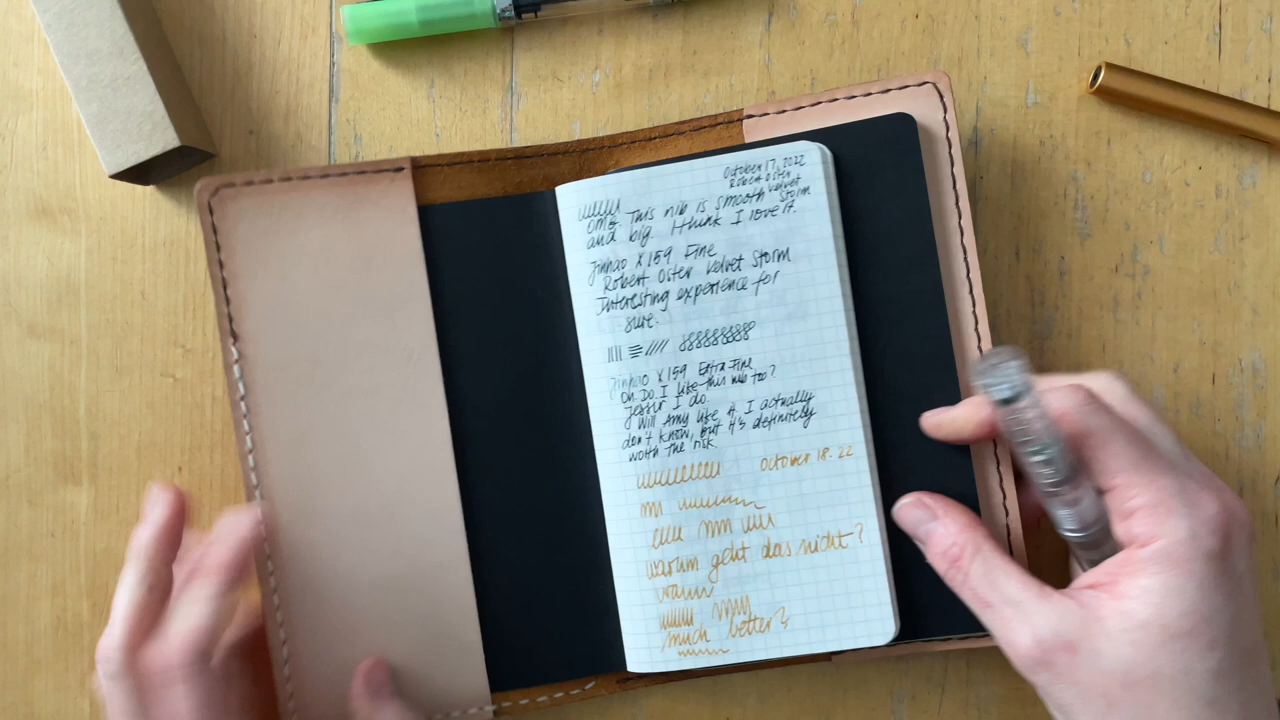 October 17, 2022
Robert Oster
Velvet Storm
OMG. This nib is smooth
and big. I think I love it.
Jinhao X159 Fine
Robert Oster Velvet Storm
Interesting experience for
sure.
Jinhao X159 Extra Fine
Oh. Do I like this nib too?
I do.
Will Amy like it. I actually
don't know, but it's definitely
worth the risk.
October 18. 22
warum geht das nicht?
much better?